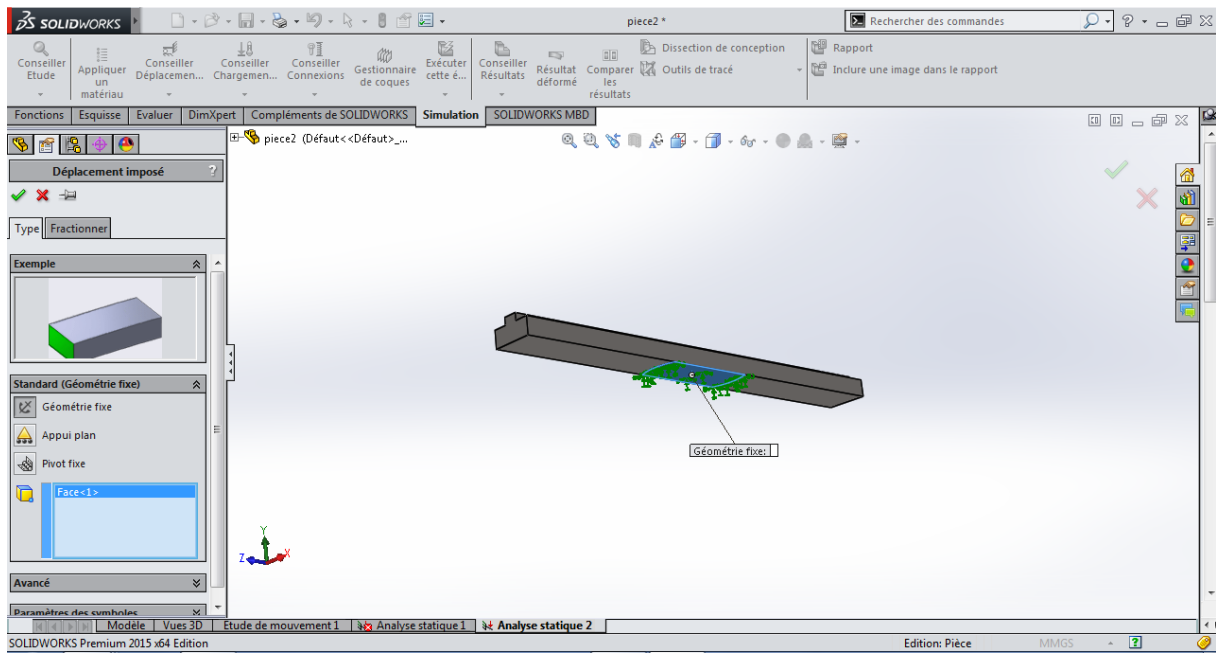 SOLIDWORKS
piece2 *
Rechercher des commandes
Conseiller Etude
Appliquer un matériau
Conseiller Déplacemen...
Conseiller Chargemen...
Conseiller Connexions
Gestionnaire de coques
Exécuter cette é...
Conseiller Résultats
Résultat déformé
Comparer les résultats
Dissection de conception
Outils de tracé
Rapport
Inclure une image dans le rapport
Fonctions Esquisse Evaluer DimXpert Compléments de SOLIDWORKS Simulation SOLIDWORKS MBD
piece2 (Défaut<<Défaut>_...
Déplacement imposé ?
Type Fractionner
Exemple
Standard (Géométrie fixe)
Géométrie fixe
Appui plan
Pivot fixe
Face<1>
Avancé
Paramètres des symboles
Géométrie fixe:
Y
Z X
Modèle Vues 3D Etude de mouvement 1 Analyse statique 1 Analyse statique 2
SOLIDWORKS Premium 2015 x64 Edition
Edition: Pièce
MMGS